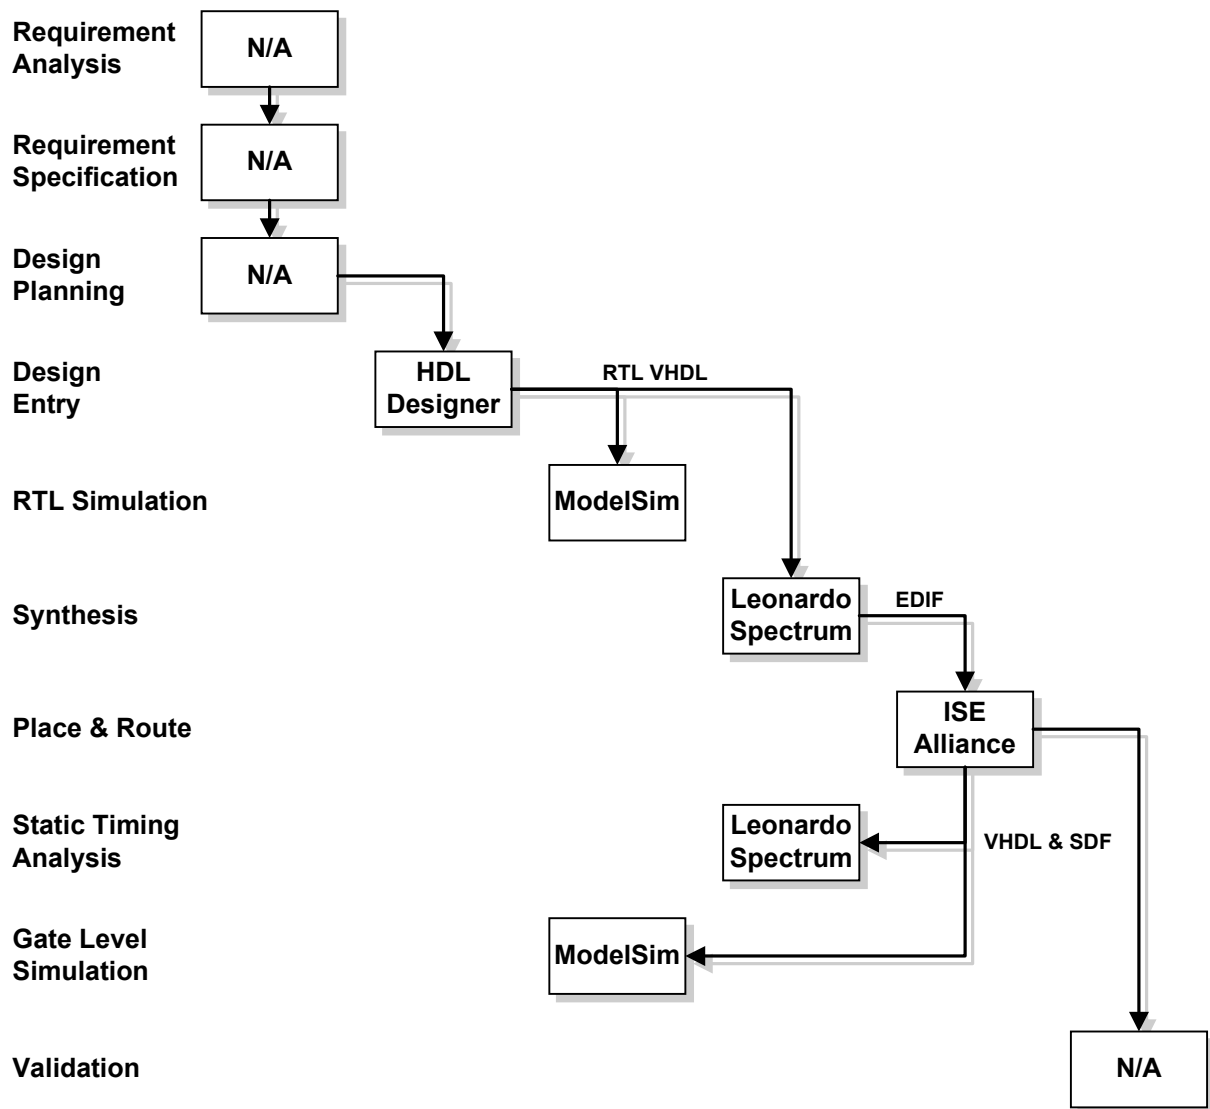 Requirement
Analysis
N/A
Requirement
Specification
N/A
Design
Planning
N/A
Design
Entry
HDL
Designer
RTL VHDL
RTL Simulation
ModelSim
Synthesis
Leonardo
Spectrum
EDIF
Place & Route
ISE
Alliance
Static Timing
Analysis
Leonardo
Spectrum
VHDL & SDF
Gate Level
Simulation
ModelSim
Validation
N/A